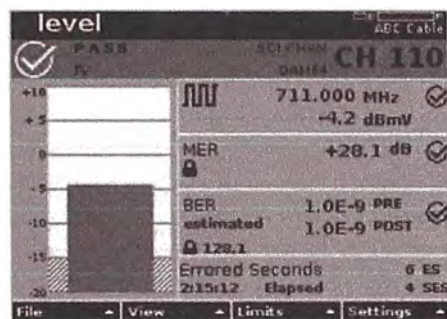 level
ABC Cable
PASS
TV
CH 110
+10
+ 5
0
-5
-10
-15
-20
711.000 MHz
-4.2 dBmV
MER +28.1 dB
BER 1.0E-9 PRE
estimated 1.0E-9 POST
128.1
Errored Seconds 6 ES
2:15:12 Elapsed 4 SES
File View Limits Settings